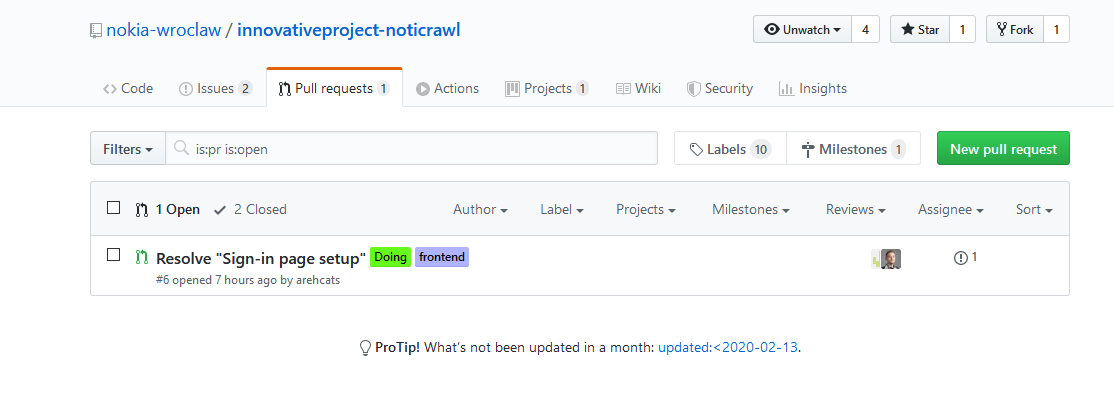 nokia-wroclaw / innovativeproject-noticrawl
Unwatch 4 Star 1 Fork 1
Code Issues 2 Pull requests 1 Actions Projects 1 Wiki Security Insights
Filters is:pr is:open Labels 10 Milestones 1 New pull request
1 Open 2 Closed Author Label Projects Milestones Reviews Assignee Sort
Resolve "Sign-in page setup" Doing frontend 1
#6 opened 7 hours ago by arehcats
ProTip! What's not been updated in a month: updated:<2020-02-13.